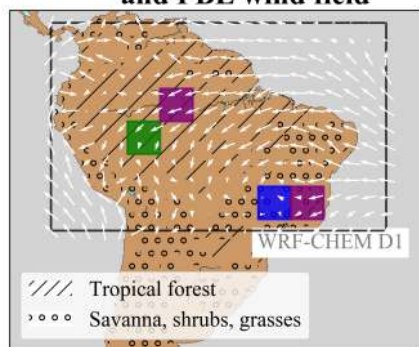 and PBL wind field
WRF-CHEM D1
Tropical forest
Savanna, shrubs, grasses